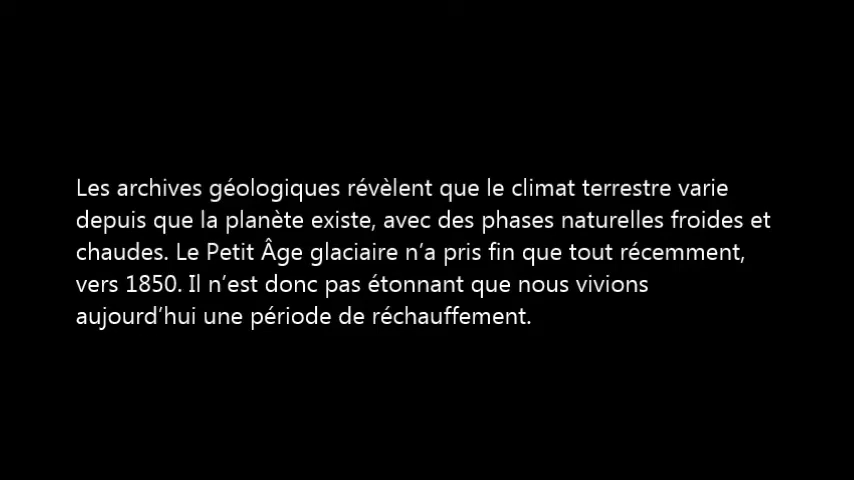 Les archives géologiques révèlent que le climat terrestre varie
depuis que la planète existe, avec des phases naturelles froides et
chaudes. Le Petit Âge glaciaire n’a pris fin que tout récemment,
vers 1850. Il n’est donc pas étonnant que nous vivions
aujourd’hui une période de réchauffement.